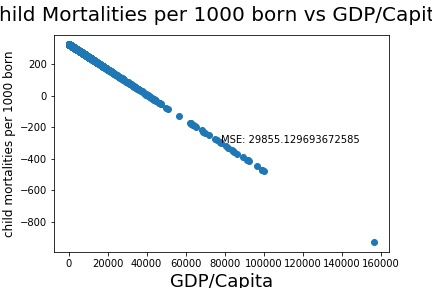 hild Mortalities per 1000 born vs GDP/Capit
child mortalities per 1000 born
200
0
−200
−400
−600
−800
MSE: 29855.129693672585
0 20000 40000 60000 80000 100000 120000 140000 160000
GDP/Capita